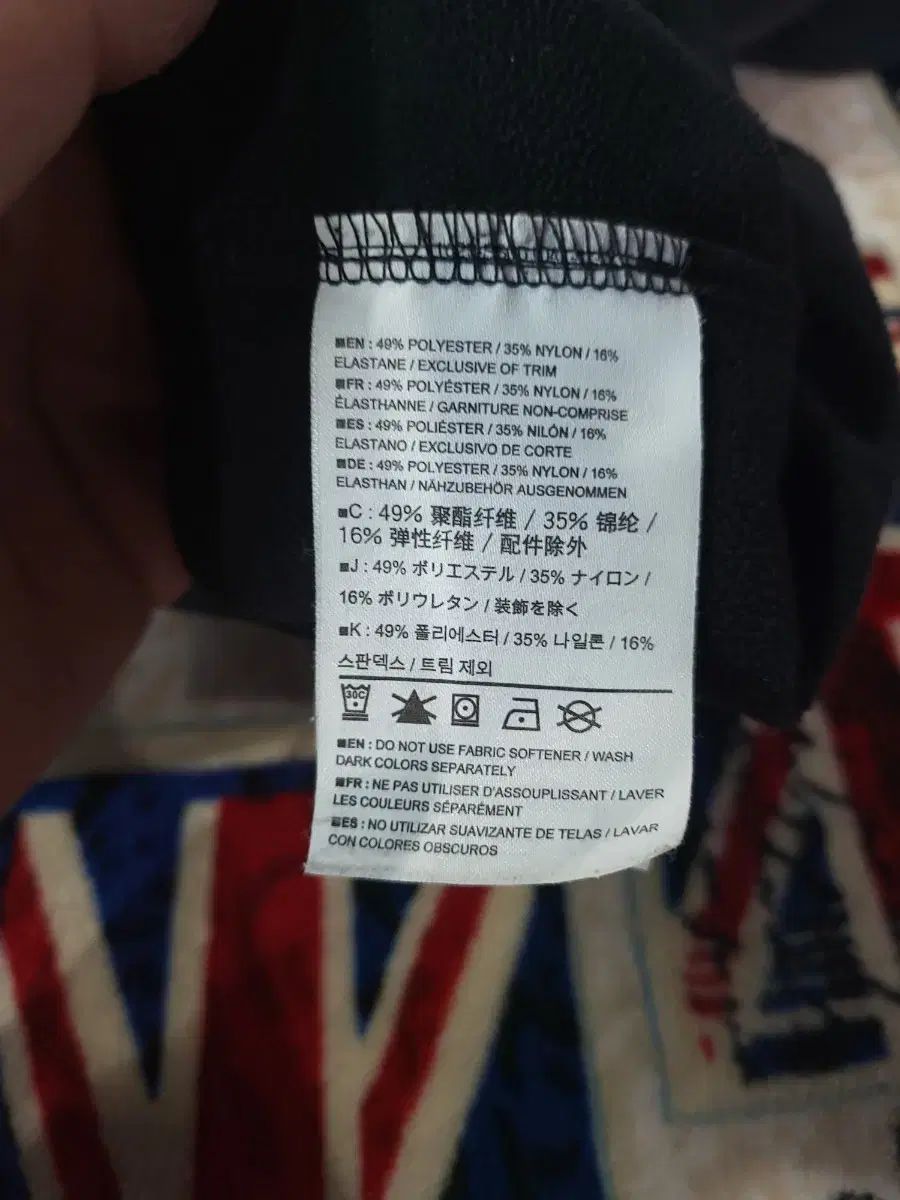 EN : 49% POLYESTER / 35% NYLON / 16%
ELASTANE / EXCLUSIVE OF TRIM
FR : 49% POLYÉSTER / 35% NYLON / 16%
ÉLASTHANNE / GARNITURE NON-COMPRISE
ES : 49% POLIÉSTER / 35% NILÓN / 16%
ELASTANO / EXCLUSIVO DE CORTE
DE : 49% POLYESTER / 35% NYLON / 16%
ELASTHAN / NÄHZUBEHÖR AUSGENOMMEN
C : 49% 聚酯纤维 / 35% 锦纶 /
16% 弹性纤维 / 配件除外
J : 49% ポリエステル / 35% ナイロン /
16% ポリウレタン / 装飾を除く
K : 49% 폴리에스터 / 35% 나일론 / 16%
스판덱스 / 트림 제외
30C
EN : DO NOT USE FABRIC SOFTENER / WASH
DARK COLORS SEPARATELY
FR : NE PAS UTILISER D'ASSOUPLISSANT / LAVER
LES COULEURS SÉPARÉMENT
ES : NO UTILIZAR SUAVIZANTE DE TELAS / LAVAR
CON COLORES OBSCUROS